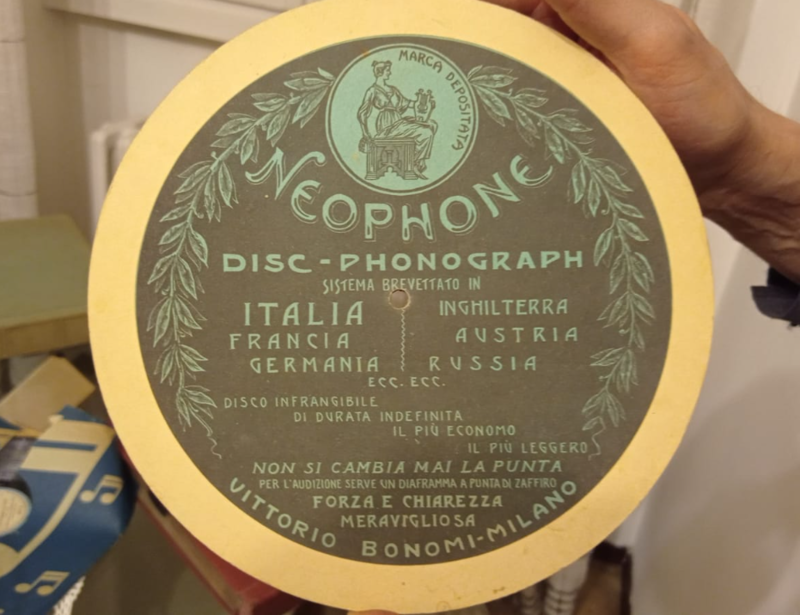 MARCA DEPOSITATA
NEOPHONE
DISC-PHONOGRAPH
SISTEMA BREVETTATO IN
ITALIA INGHILTERRA
FRANCIA AUSTRIA
GERMANIA RUSSIA
ECC. ECC.
DISCO INFRANGIBILE
DI DURATA INDEFINITA
IL PIÙ ECONOMO
IL PIÙ LEGGERO
NON SI CAMBIA MAI LA PUNTA
PER L'AUDIZIONE SERVE UN DIAFRAMMA A PUNTA DI ZAFFIRO
FORZA E CHIAREZZA
MERAVIGLIOSA
VITTORIO BONOMI-MILANO